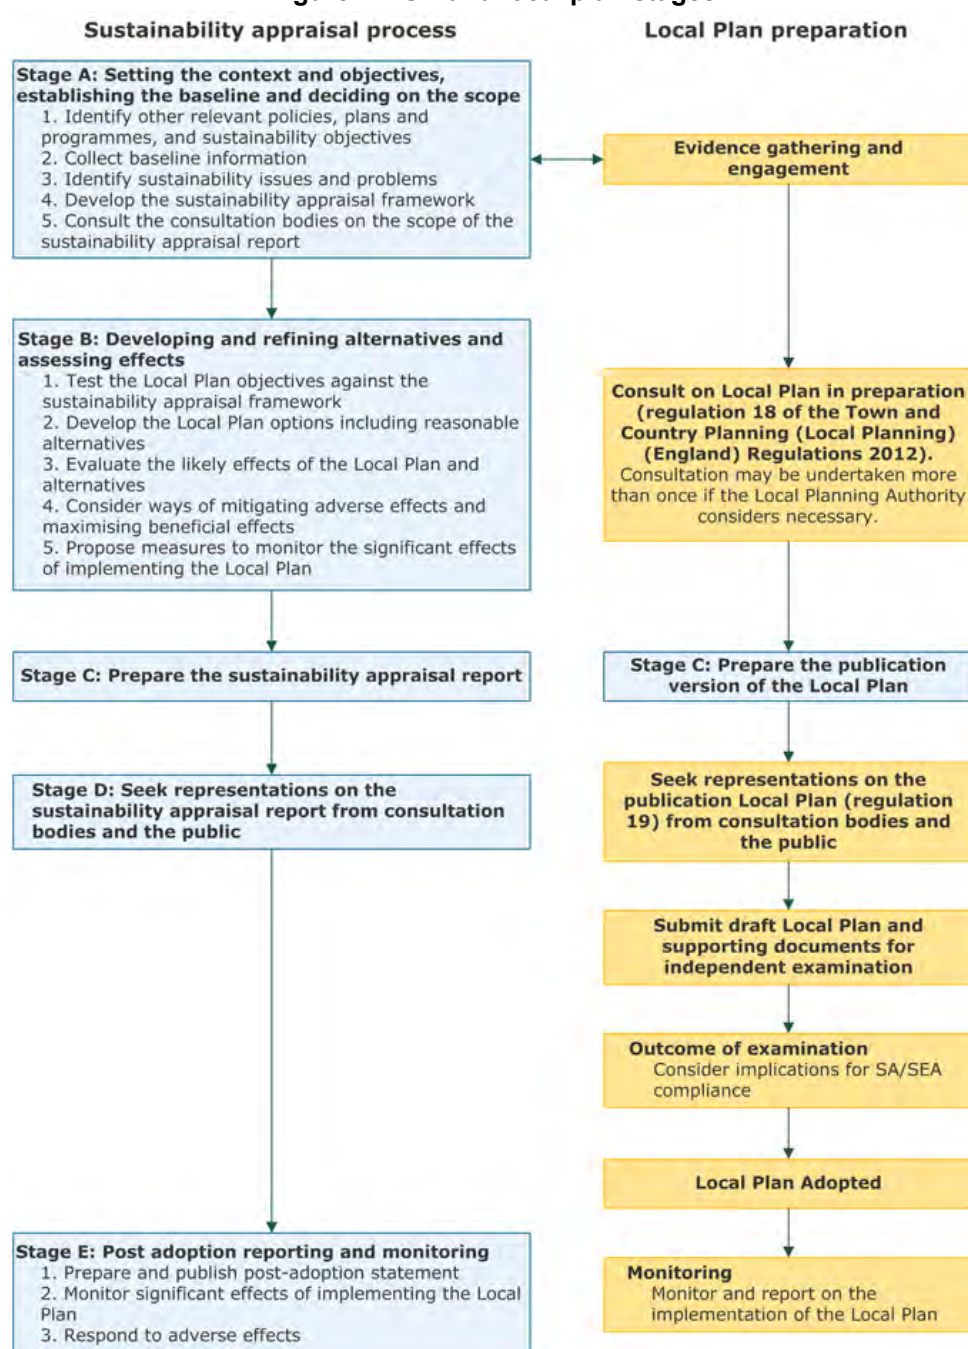 Sustainability appraisal process
Stage A: Setting the context and objectives,
establishing the baseline and deciding on the scope
1. Identify other relevant policies, plans and
programmes, and sustainability objectives
2. Collect baseline information
3. Identify sustainability issues and problems
4. Develop the sustainability appraisal framework
5. Consult the consultation bodies on the scope of the
sustainability appraisal report
Stage B: Developing and refining alternatives and
assessing effects
1. Test the Local Plan objectives against the
sustainability appraisal framework
2. Develop the Local Plan options including reasonable
alternatives
3. Evaluate the likely effects of the Local Plan and
alternatives
4. Consider ways of mitigating adverse effects and
maximising beneficial effects
5. Propose measures to monitor the significant effects
of implementing the Local Plan
Stage C: Prepare the sustainability appraisal report
Stage D: Seek representations on the
sustainability appraisal report from consultation
bodies and the public
Stage E: Post adoption reporting and monitoring
1. Prepare and publish post-adoption statement
2. Monitor significant effects of implementing the Local
Plan
3. Respond to adverse effects
Local Plan preparation
Evidence gathering and
engagement
Consult on Local Plan in preparation
(regulation 18 of the Town and
Country Planning (Local Planning)
(England) Regulations 2012).
Consultation may be undertaken more
than once if the Local Planning Authority
considers necessary.
Stage C: Prepare the publication
version of the Local Plan
Seek representations on the
publication Local Plan (regulation
19) from consultation bodies and
the public
Submit draft Local Plan and
supporting documents for
independent examination
Outcome of examination
Consider implications for SA/SEA
compliance
Local Plan Adopted
Monitoring
Monitor and report on the
implementation of the Local Plan